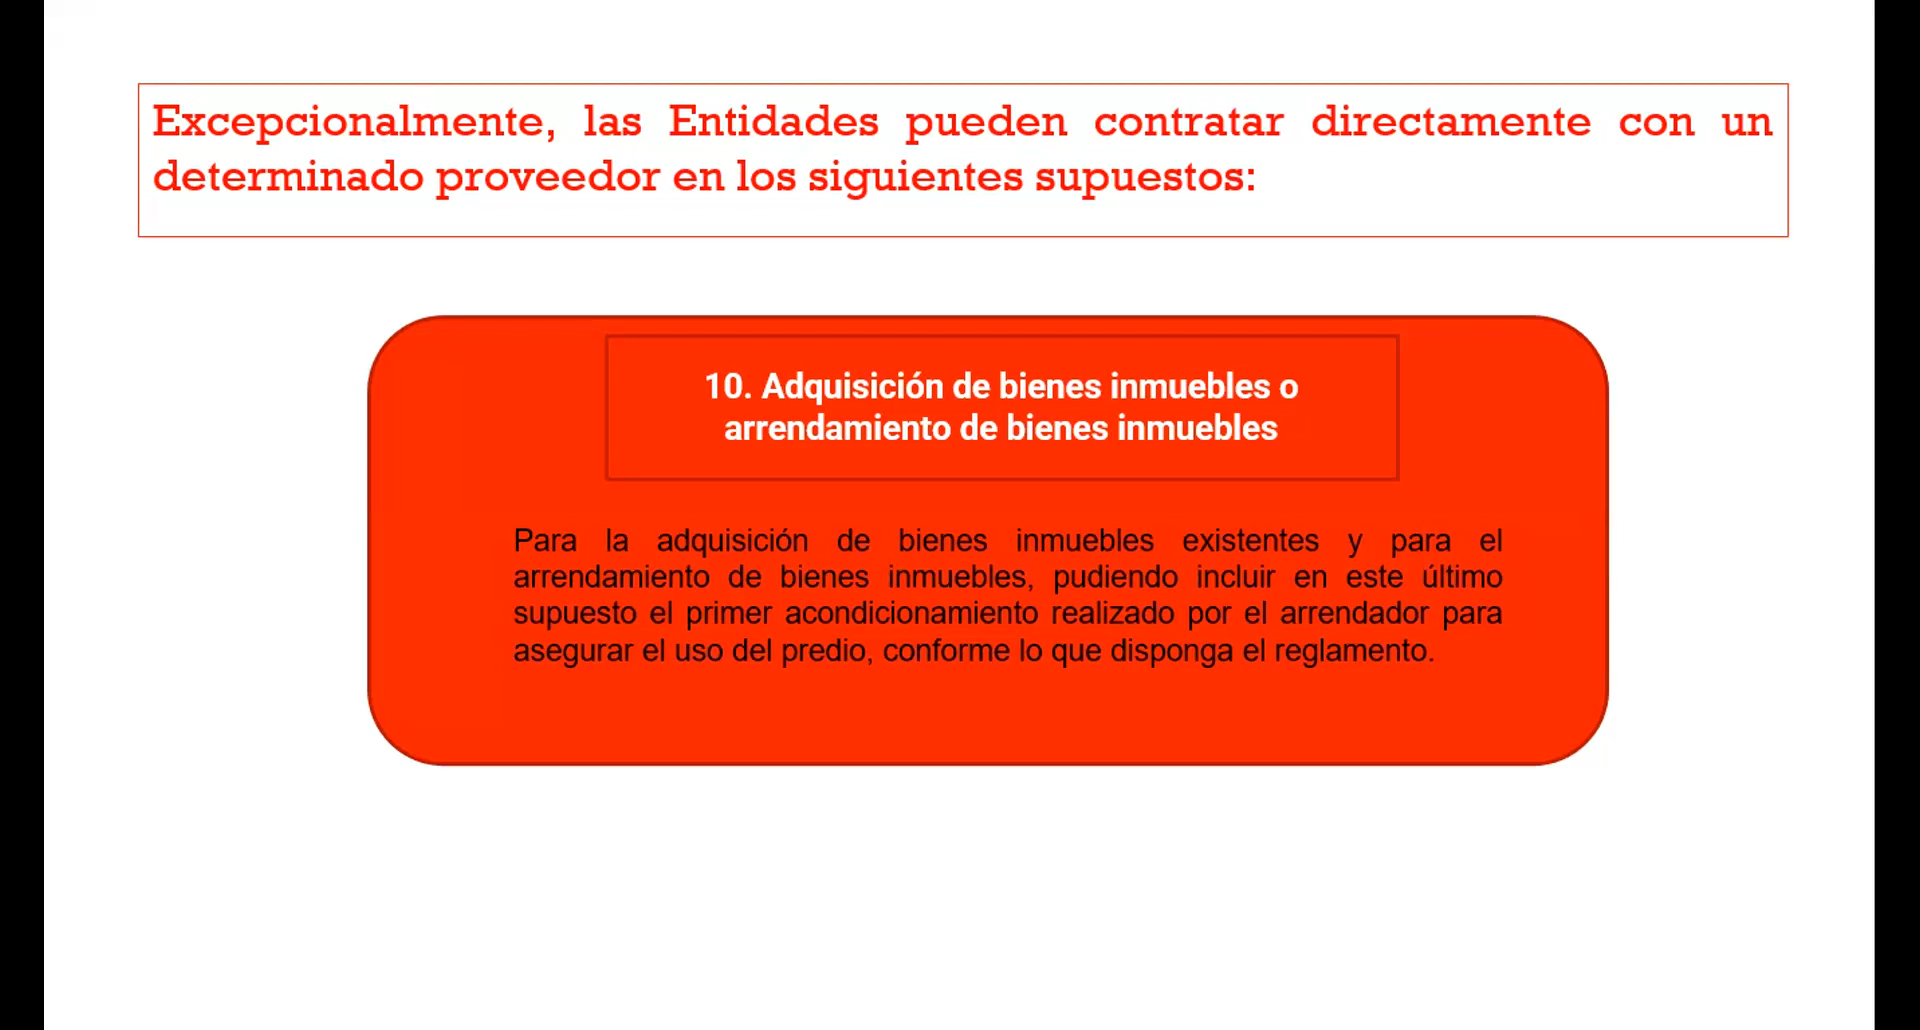 Excepcionalmente, las Entidades pueden contratar directamente con un
determinado proveedor en los siguientes supuestos:
10. Adquisición de bienes inmuebles o
arrendamiento de bienes inmuebles
Para la adquisición de bienes inmuebles existentes y para el
arrendamiento de bienes inmuebles, pudiendo incluir en este último
supuesto el primer acondicionamiento realizado por el arrendador para
asegurar el uso del predio, conforme lo que disponga el reglamento.